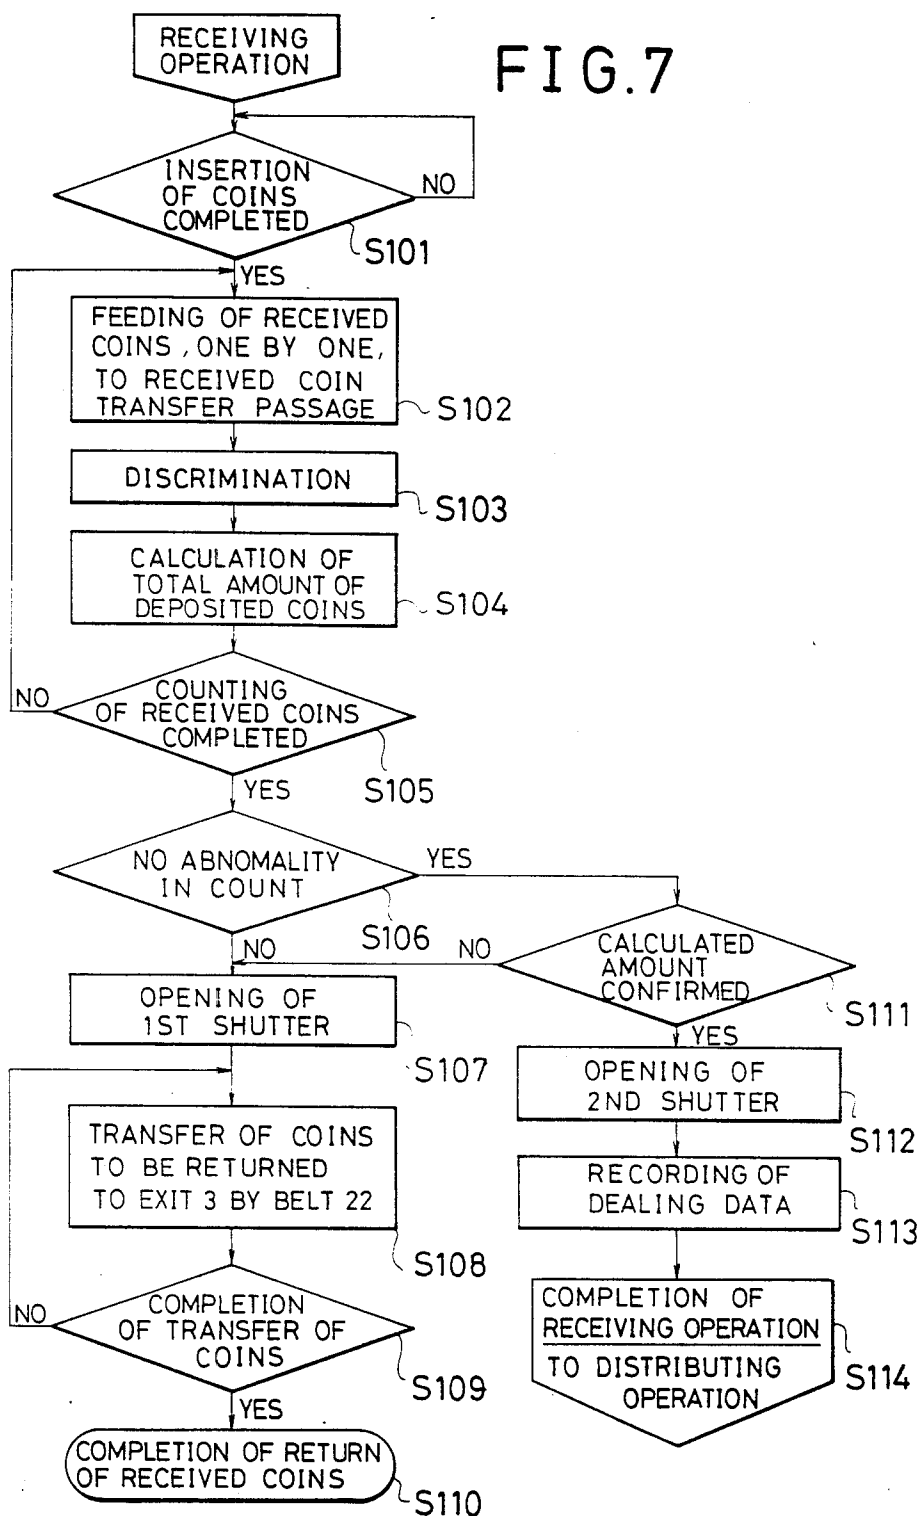 RECEIVING
OPERATION
FIG.7
INSERTION
OF COINS
COMPLETED
NO
S101
YES
FEEDING OF RECEIVED
COINS, ONE BY ONE,
TO RECEIVED COIN
TRANSFER PASSAGE
S102
DISCRIMINATION
S103
CALCULATION OF
TOTAL AMOUNT OF
DEPOSITED COINS
S104
COUNTING
OF RECEIVED COINS
COMPLETED
NO
S105
YES
NO ABNOMALITY
IN COUNT
YES
S106
NO
NO
CALCULATED
AMOUNT
CONFIRMED
S111
YES
OPENING OF
1ST SHUTTER
S107
OPENING OF
2ND SHUTTER
S112
TRANSFER OF COINS
TO BE RETURNED
TO EXIT 3 BY BELT 22
S108
RECORDING OF
DEALING DATA
S113
COMPLETION
OF TRANSFER OF
COINS
NO
S109
YES
COMPLETION OF
RECEIVING OPERATION
TO DISTRIBUTING
OPERATION
S114
COMPLETION OF RETURN
OF RECEIVED COINS
S110